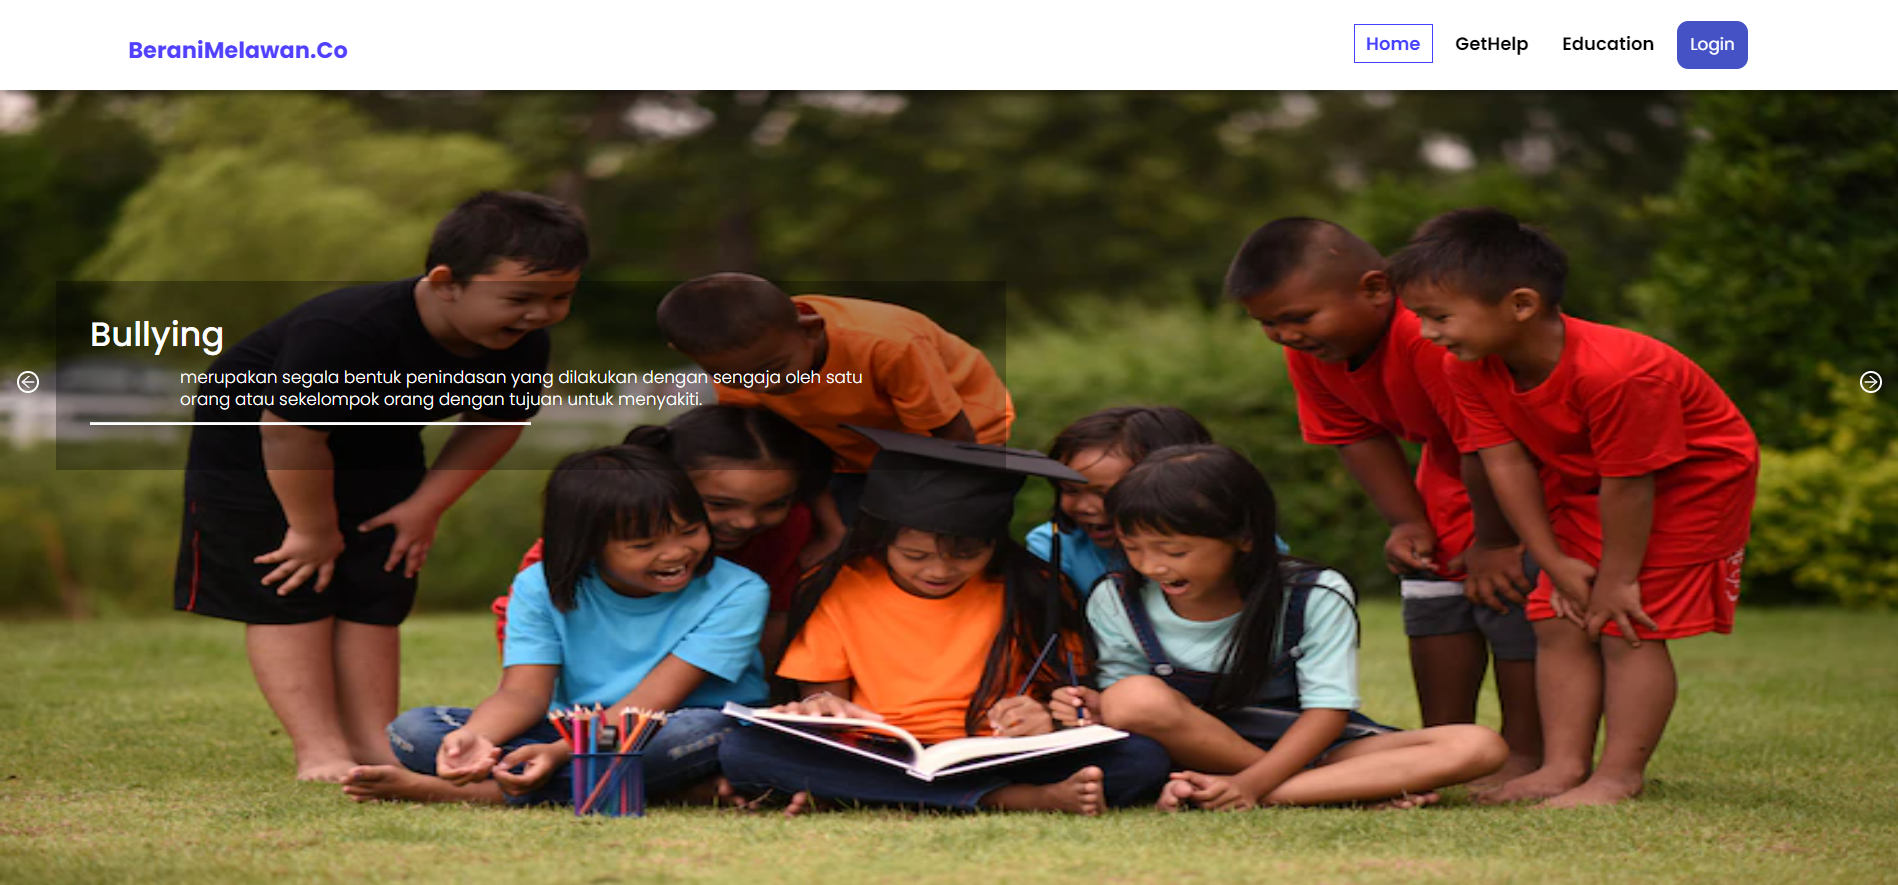 BeraniMelawan.Co
Home GetHelp Education Login
Bullying
merupakan segala bentuk penindasan yang dilakukan dengan sengaja oleh satu
orang atau sekelompok orang dengan tujuan untuk menyakiti.